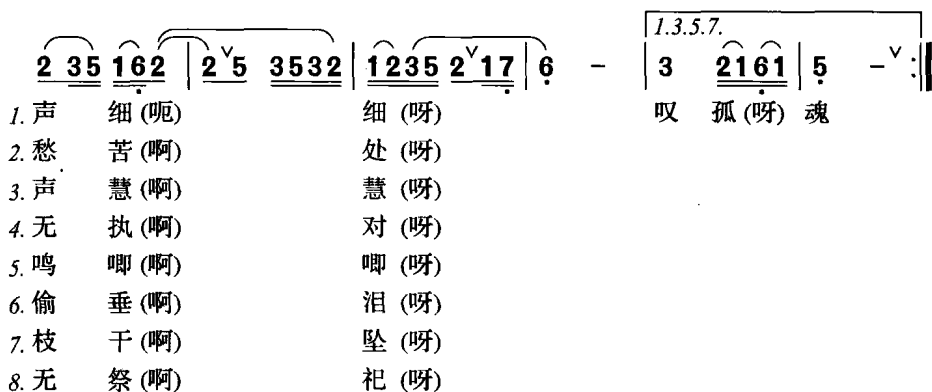 1.3.5.7.
2 35 162 | 2 ˇ5 3532 | 1235 2 ˇ17 | 6 - | 3 2161 | 5 -ˇ :‖
1. 声 细(呃) 细(呀) 叹 孤(呀) 魂
2. 愁 苦(啊) 处(呀)
3. 声 慧(啊) 慧(呀)
4. 无 执(啊) 对(呀)
5. 鸣 唧(啊) 唧(呀)
6. 偷 垂(啊) 泪(呀)
7. 枝 干(啊) 坠(呀)
8. 无 祭(啊) 祀(呀)